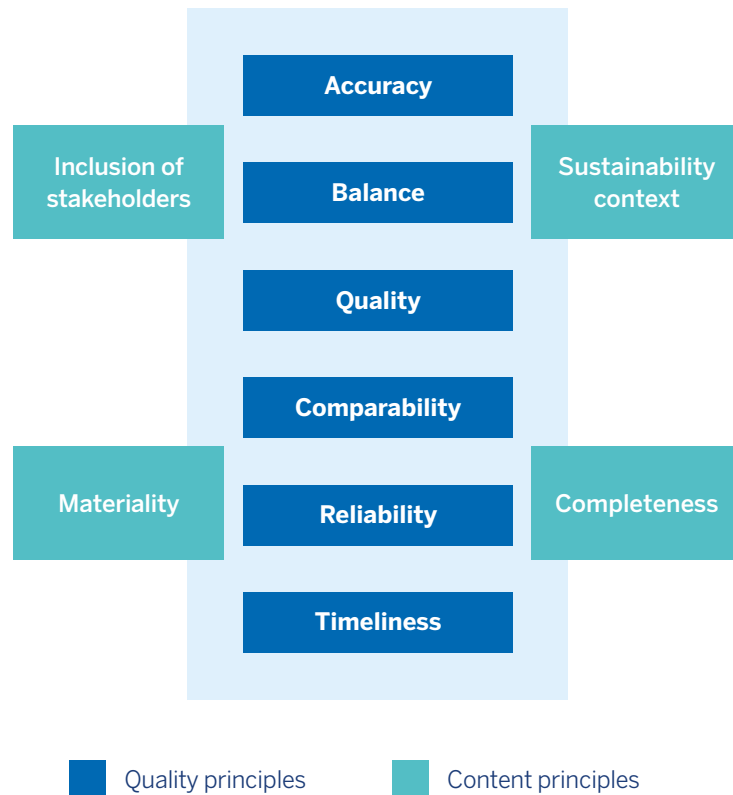 Accuracy
Inclusion of
stakeholders
Balance
Sustainability
context
Quality
Comparability
Materiality
Reliability
Completeness
Timeliness
Quality principles
Content principles